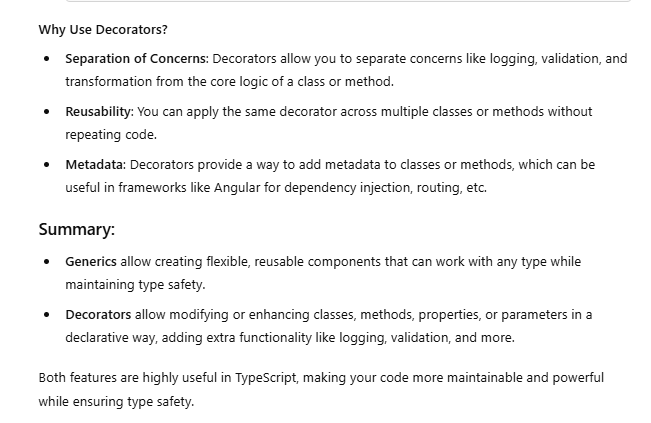 Why Use Decorators?
• Separation of Concerns: Decorators allow you to separate concerns like logging, validation, and
transformation from the core logic of a class or method.
• Reusability: You can apply the same decorator across multiple classes or methods without
repeating code.
• Metadata: Decorators provide a way to add metadata to classes or methods, which can be
useful in frameworks like Angular for dependency injection, routing, etc.
Summary:
• Generics allow creating flexible, reusable components that can work with any type while
maintaining type safety.
• Decorators allow modifying or enhancing classes, methods, properties, or parameters in a
declarative way, adding extra functionality like logging, validation, and more.
Both features are highly useful in TypeScript, making your code more maintainable and powerful
while ensuring type safety.